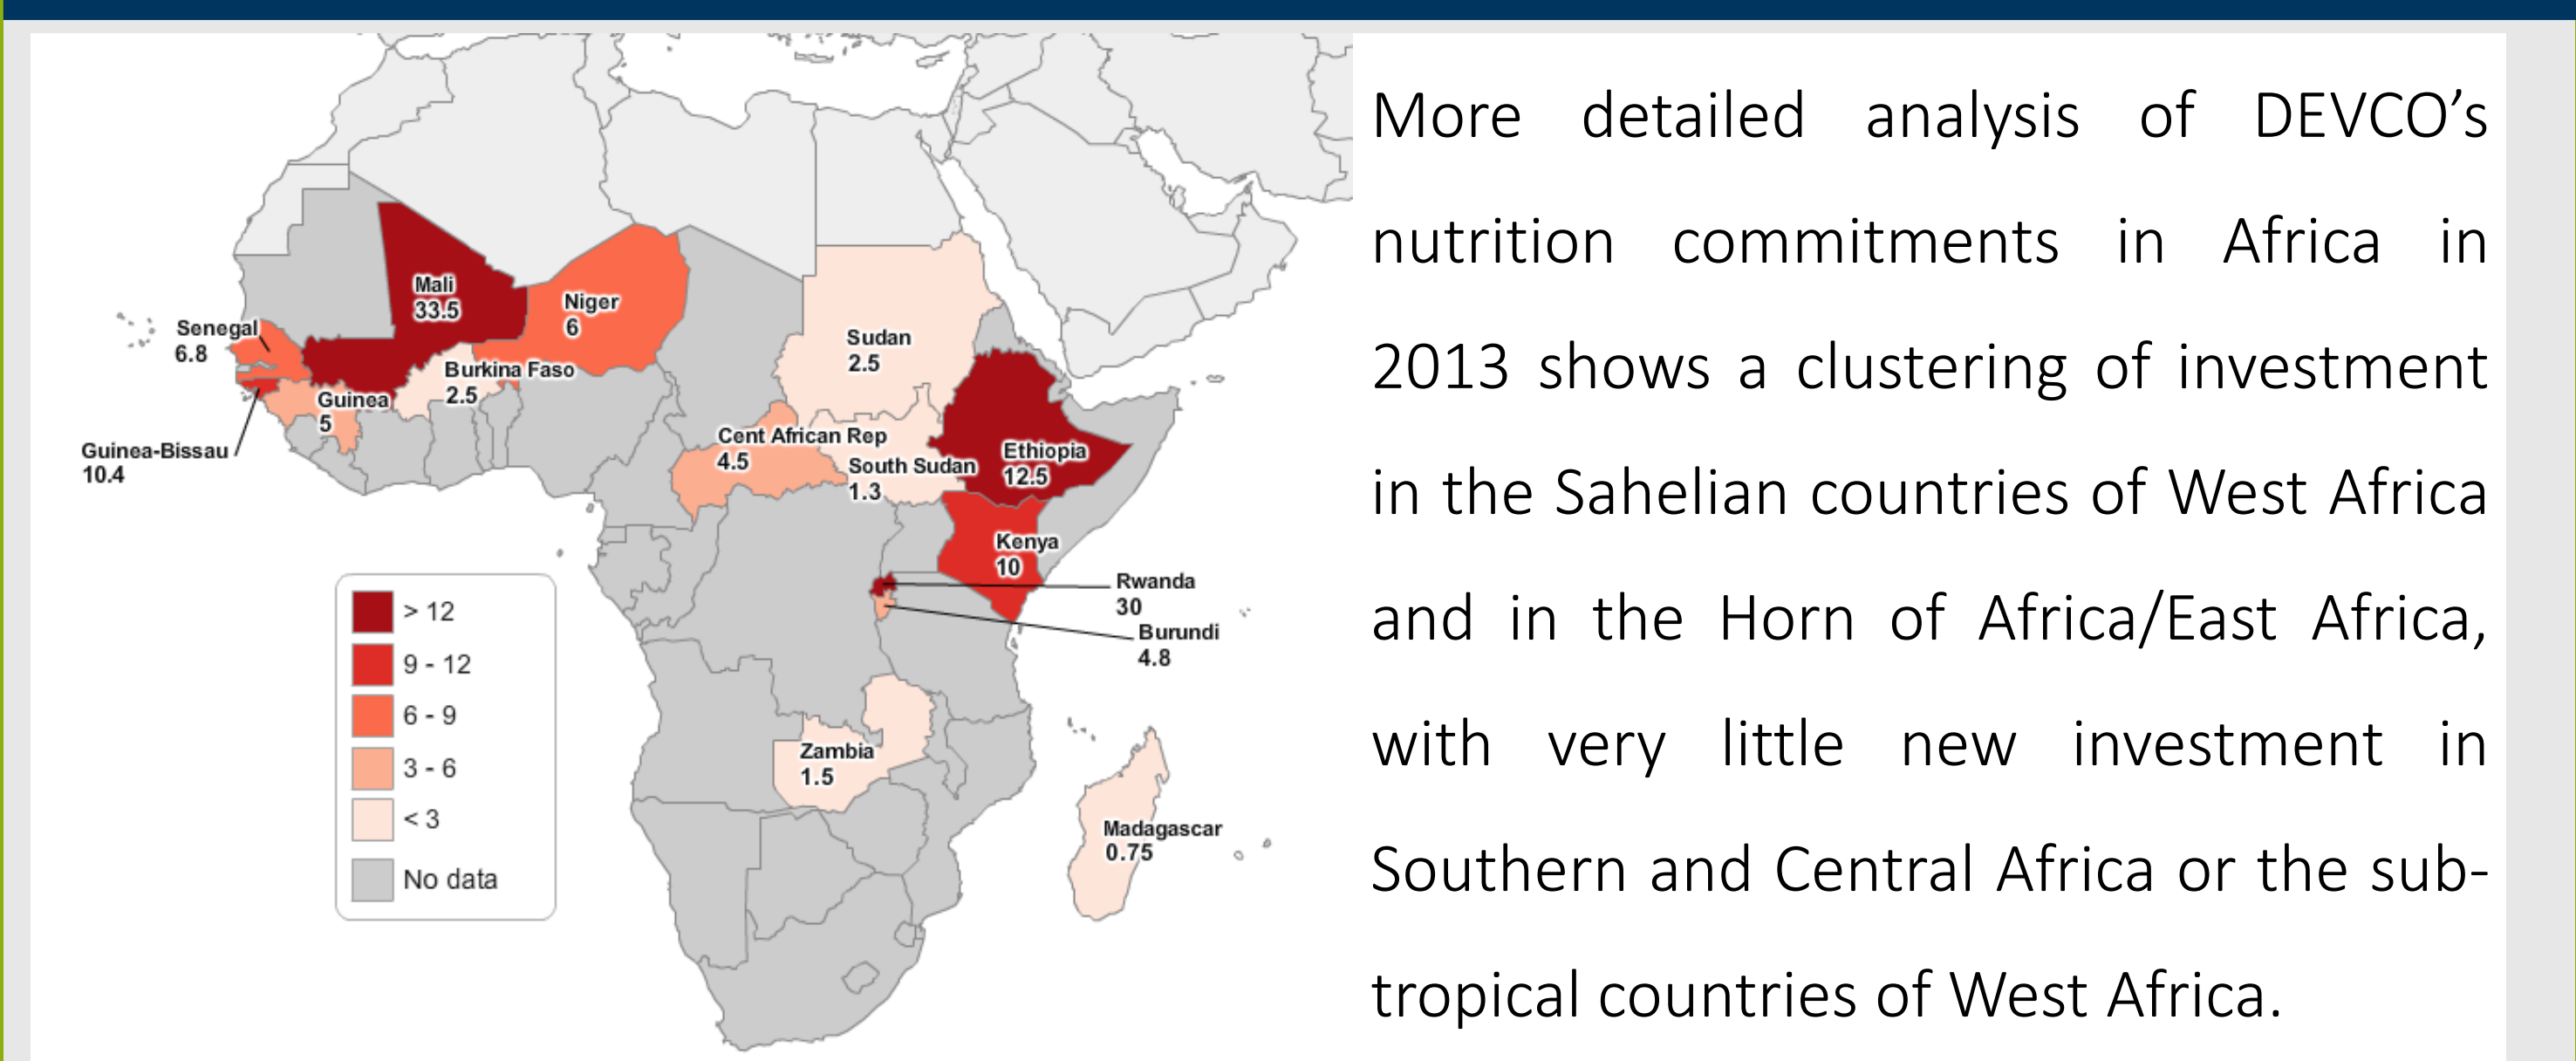 Mali
33.5
Niger
6
Senegal
6.8
Sudan
2.5
Burkina Faso
2.5
Guinea
5
Guinea-Bissau
10.4
Cent African Rep
4.5
South Sudan
1.3
Ethiopia
12.5
Kenya
10
Rwanda
30
Burundi
4.8
Zambia
1.5
Madagascar
0.75
> 12
9 - 12
6 - 9
3 - 6
< 3
No data
More detailed analysis of DEVCO’s
nutrition commitments in Africa in
2013 shows a clustering of investment
in the Sahelian countries of West Africa
and in the Horn of Africa/East Africa,
with very little new investment in
Southern and Central Africa or the sub-
tropical countries of West Africa.